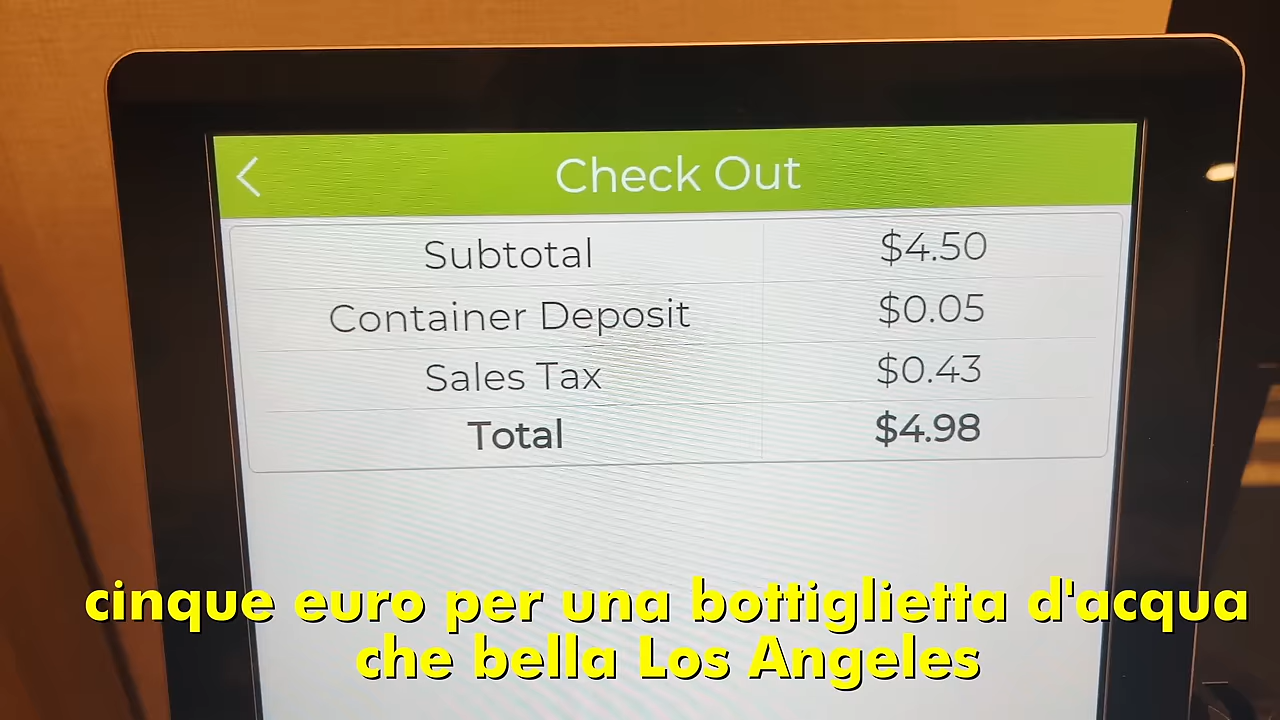 Check Out
Subtotal $4.50
Container Deposit $0.05
Sales Tax $0.43
Total $4.98
cinque euro per una bottiglietta d'acqua
che bella Los Angeles